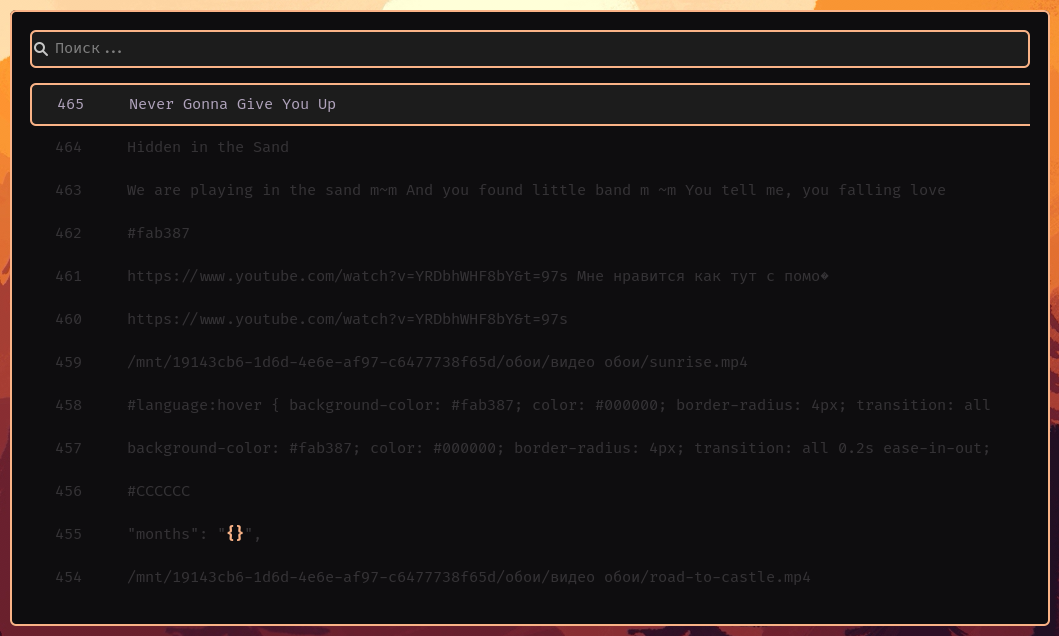 Поиск...
465 Never Gonna Give You Up
464 Hidden in the Sand
463 We are playing in the sand m~m And you found little band m ~m You tell me, you falling love
462 #fab387
461 https://www.youtube.com/watch?v=YRDbhWHF8bY&t=97s Мне нравится как тут с помо�
460 https://www.youtube.com/watch?v=YRDbhWHF8bY&t=97s
459 /mnt/19143cb6-1d6d-4e6e-af97-c6477738f65d/обои/видео обои/sunrise.mp4
458 #language:hover { background-color: #fab387; color: #000000; border-radius: 4px; transition: all
457 background-color: #fab387; color: #000000; border-radius: 4px; transition: all 0.2s ease-in-out;
456 #CCCCCC
455 "months": "{}",
454 /mnt/19143cb6-1d6d-4e6e-af97-c6477738f65d/обои/видео обои/road-to-castle.mp4